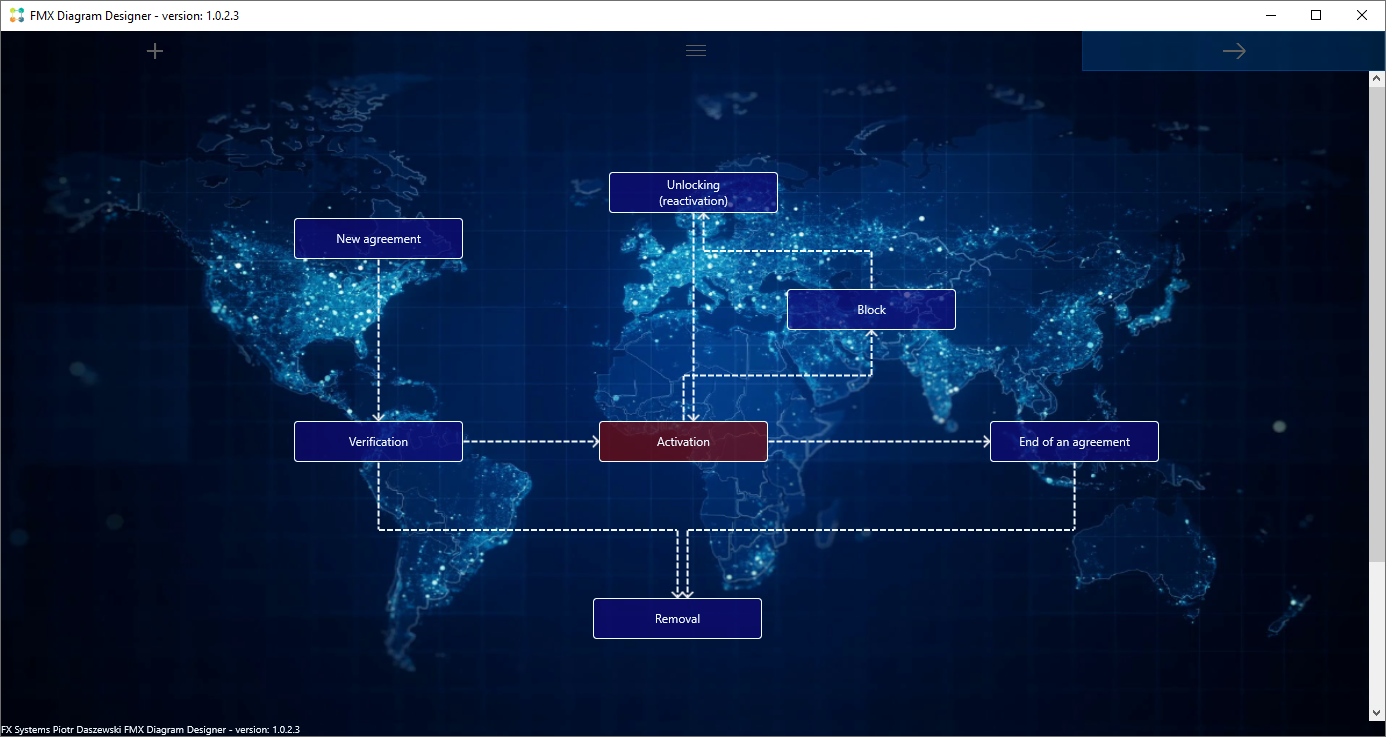 FMX Diagram Designer - version: 1.0.2.3
Unlocking
(reactivation)
New agreement
Block
Verification
Activation
End of an agreement
Removal
FX Systems Piotr Daszewski FMX Diagram Designer - version: 1.0.2.3